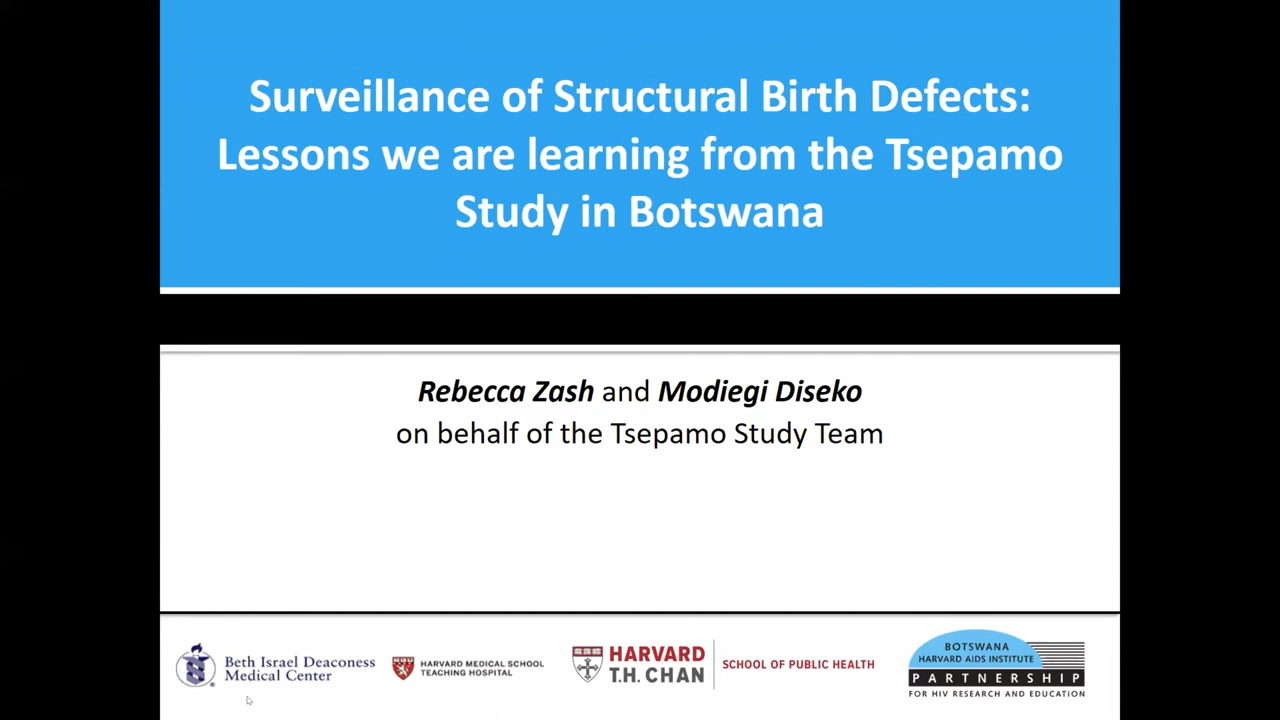 Surveillance of Structural Birth Defects:
Lessons we are learning from the Tsepamo
Study in Botswana
Rebecca Zash and Modiegi Diseko
on behalf of the Tsepamo Study Team
Beth Israel Deaconess
Medical Center
HARVARD MEDICAL SCHOOL
TEACHING HOSPITAL
HARVARD
T.H. CHAN
SCHOOL OF PUBLIC HEALTH
BOTSWANA
HARVARD AIDS INSTITUTE
PARTNERSHIP
FOR HIV RESEARCH AND EDUCATION